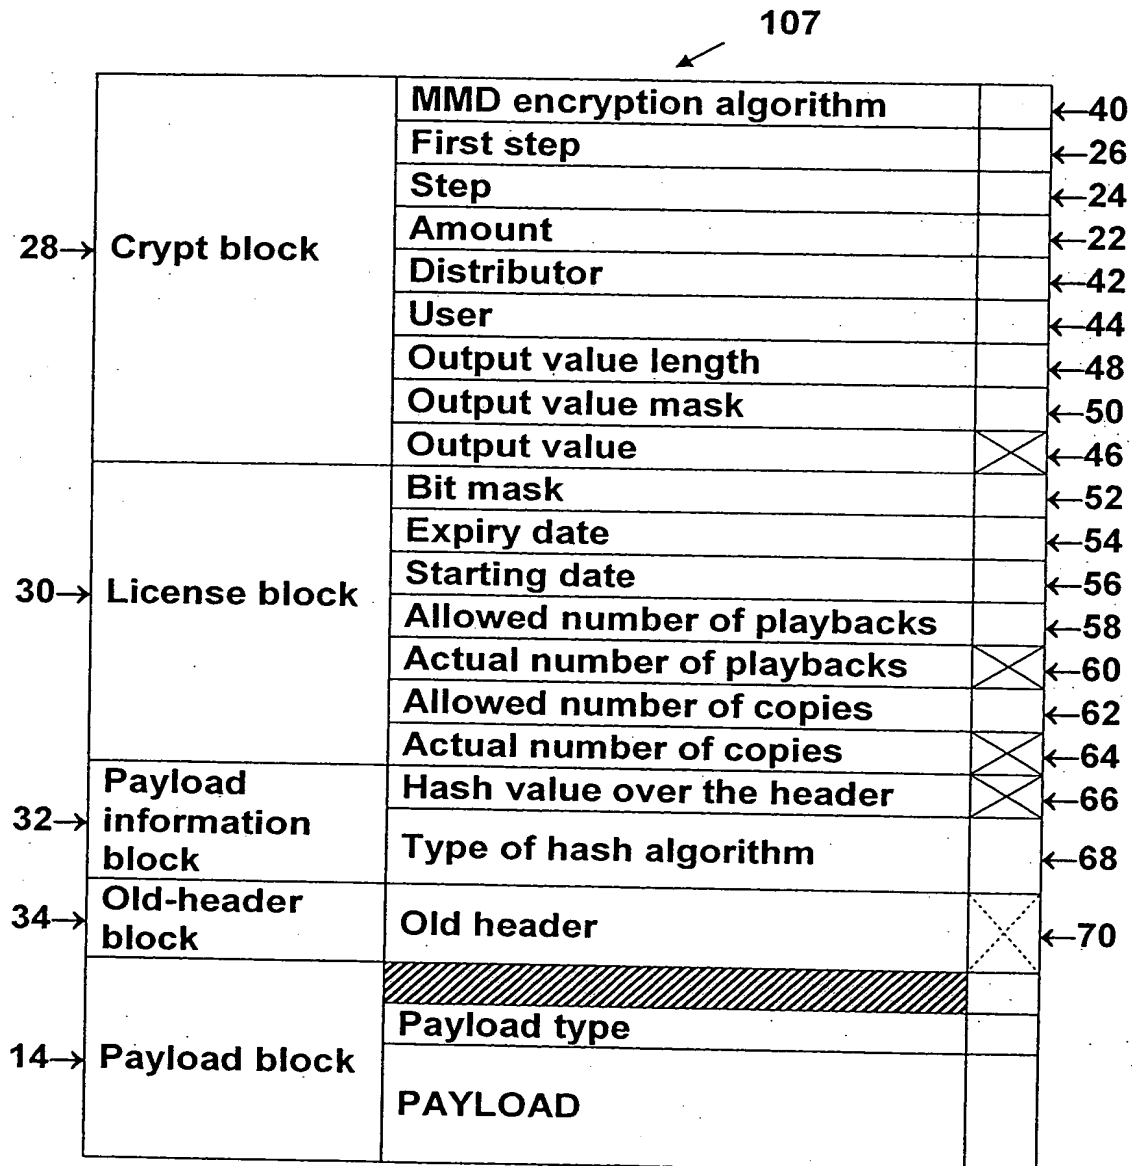 107
MMD encryption algorithm ←40
First step ←26
Step ←24
28→ Crypt block Amount ←22
Distributor ←42
User ←44
Output value length ←48
Output value mask ←50
Output value ←46
Bit mask ←52
Expiry date ←54
30→ License block Starting date ←56
Allowed number of playbacks ←58
Actual number of playbacks ←60
Allowed number of copies ←62
Actual number of copies ←64
Payload Hash value over the header ←66
32→ information
block Type of hash algorithm ←68
Old-header
34→ block Old header ←70
Payload type
14→ Payload block
PAYLOAD